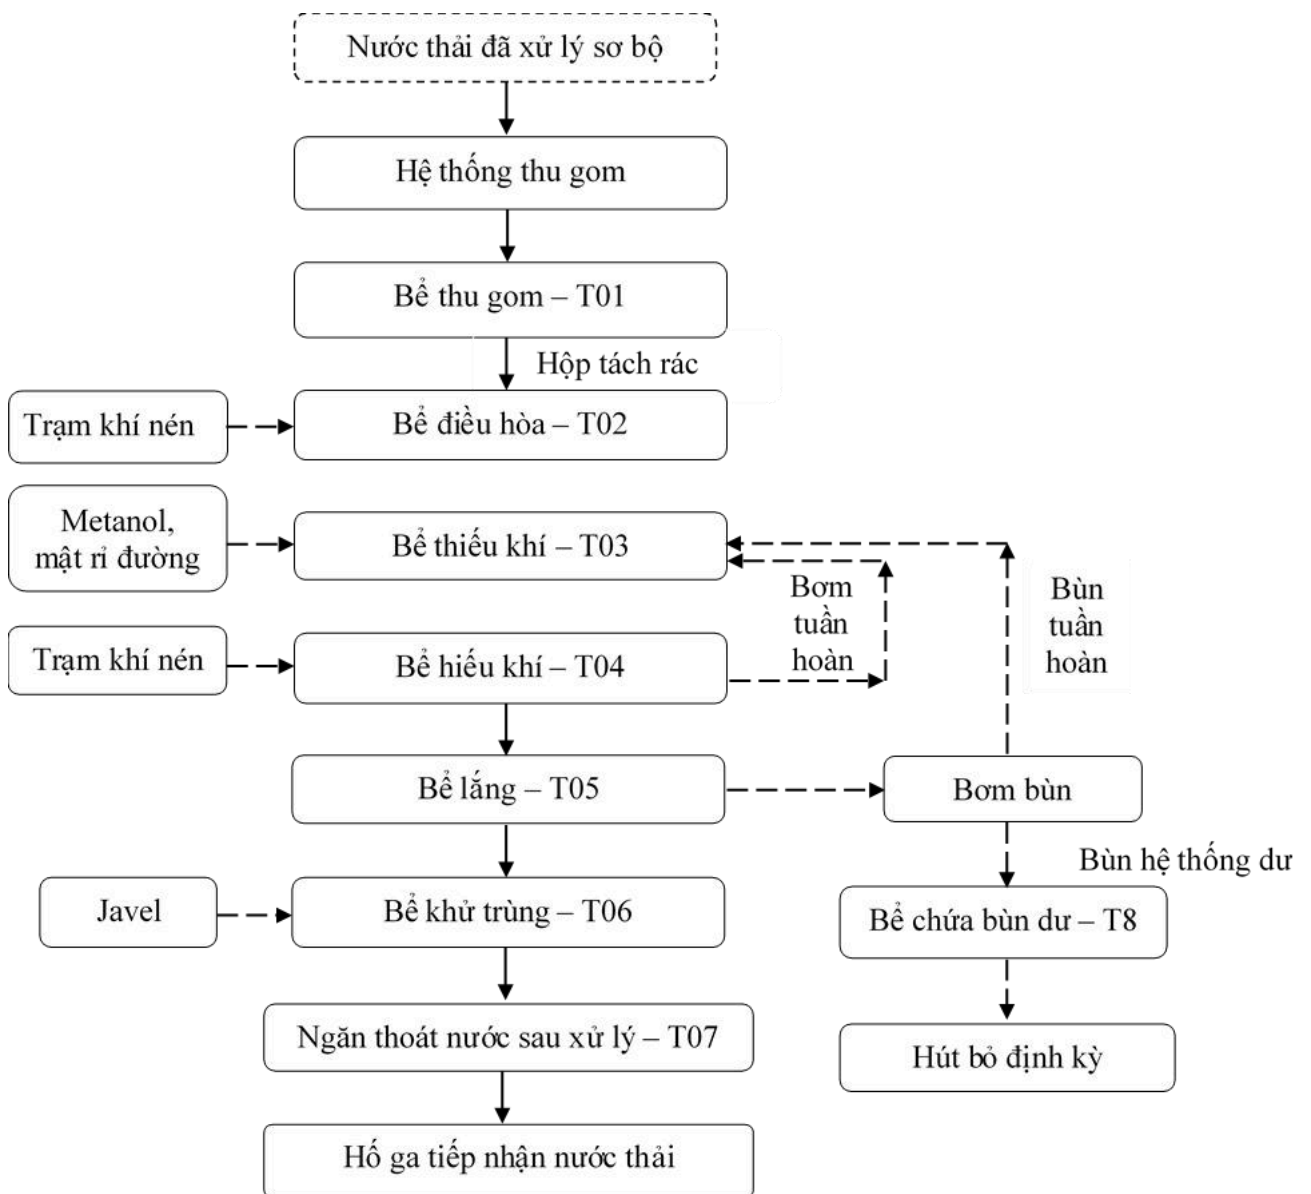 Nước thải đã xử lý sơ bộ
Hệ thống thu gom
Bể thu gom – T01
Hộp tách rác
Trạm khí nén
Bể điều hòa – T02
Metanol,
mật rỉ đường
Bể thiếu khí – T03
Bơm
tuần
hoàn
Bùn
tuần
hoàn
Trạm khí nén
Bể hiếu khí – T04
Bể lắng – T05
Bơm bùn
Bùn hệ thống dư
Javel
Bể khử trùng – T06
Bể chứa bùn dư – T8
Ngăn thoát nước sau xử lý – T07
Hút bỏ định kỳ
Hố ga tiếp nhận nước thải